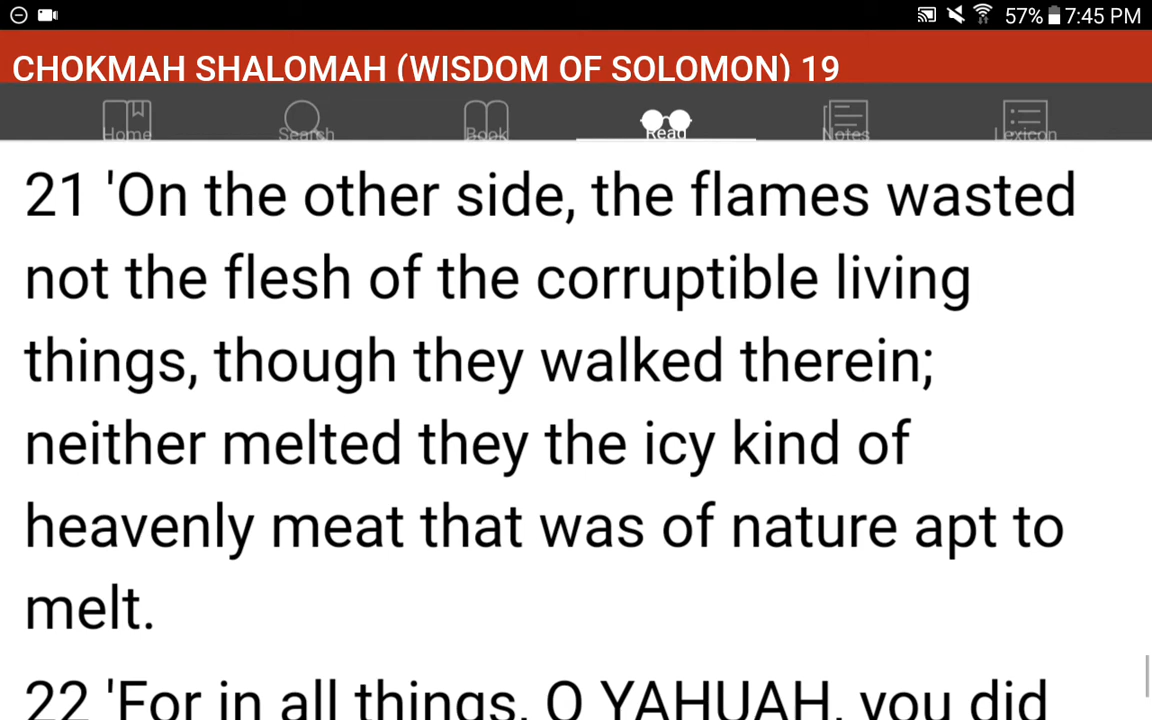 57% 7:45 PM
CHOKMAH SHALOMAH (WISDOM OF SOLOMON) 19
Home Search Book Read Notes Lexicon
21 'On the other side, the flames wasted
not the flesh of the corruptible living
things, though they walked therein;
neither melted they the icy kind of
heavenly meat that was of nature apt to
melt.
22 'For in all things, O YAHUAH, you did